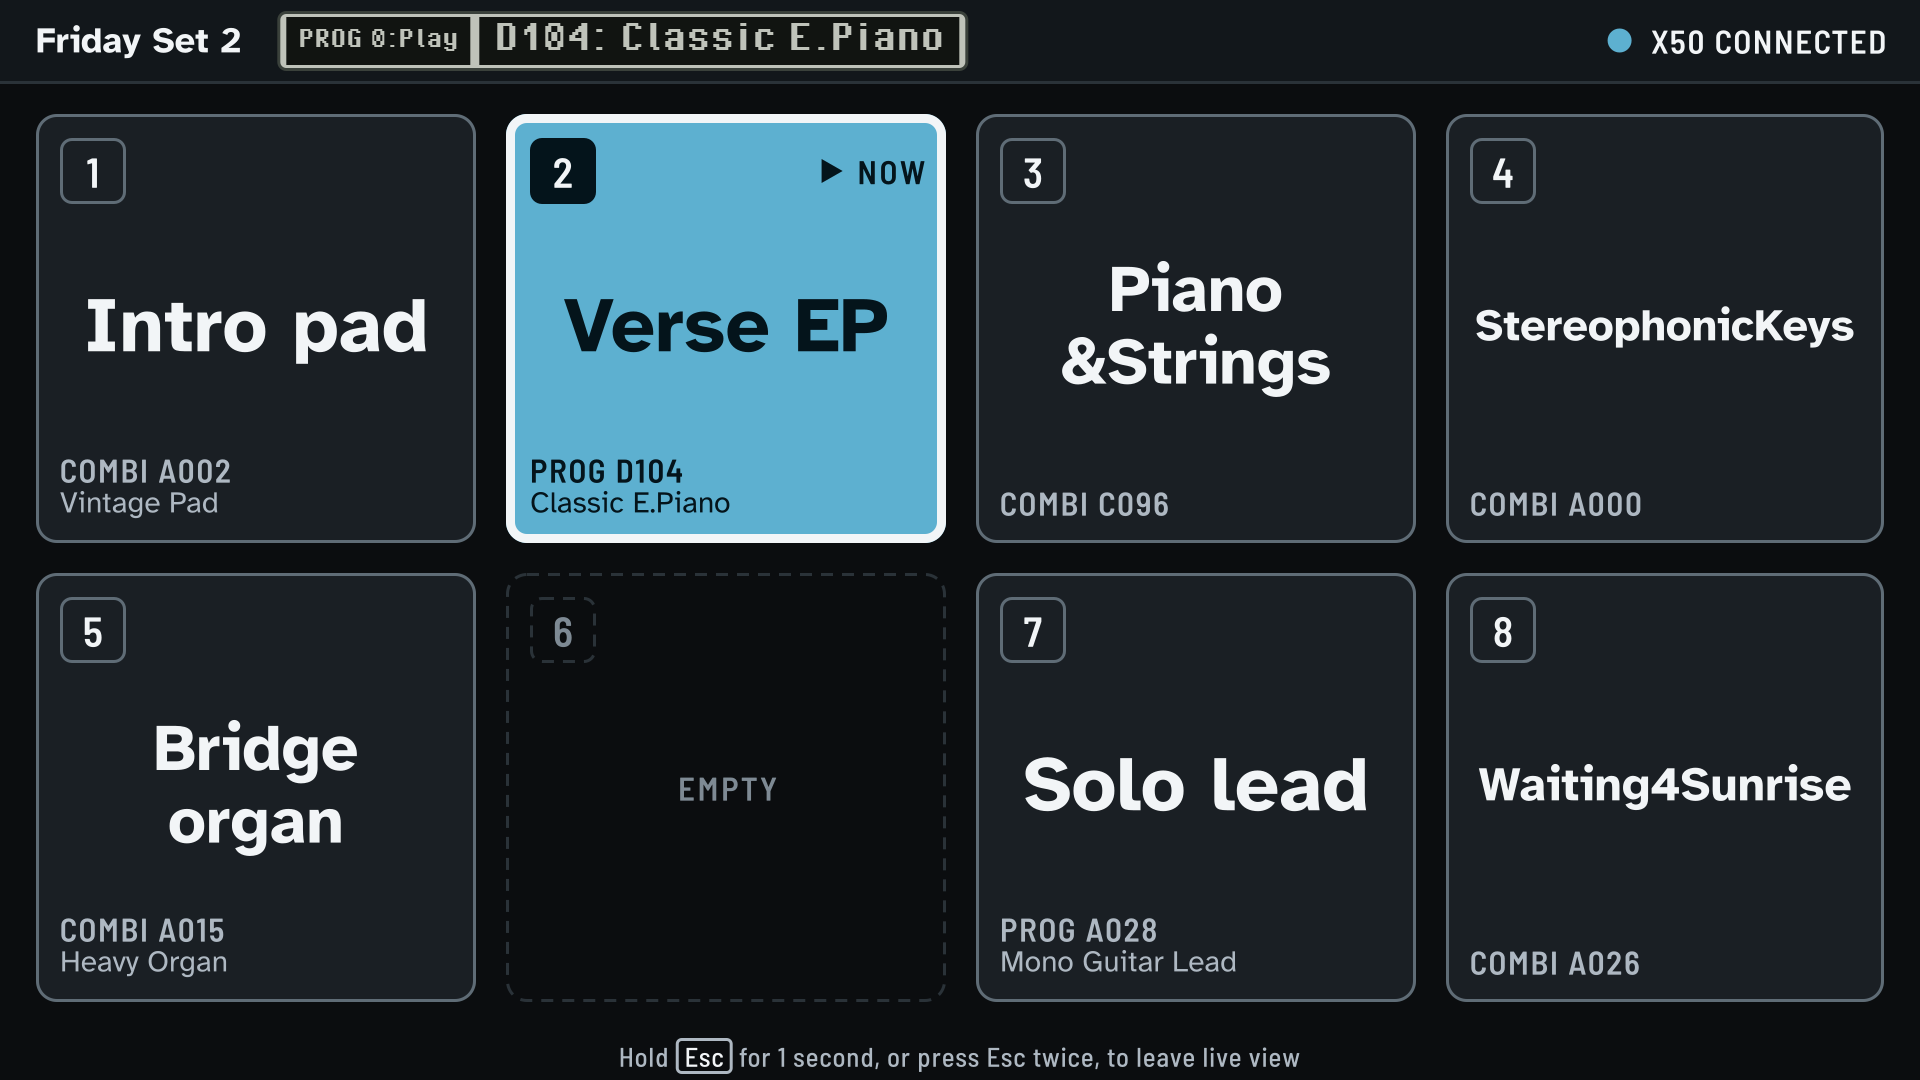 Friday Set 2
PROG 0:Play
D104: Classic E.Piano
X50 CONNECTED
1
Intro pad
COMBI A002
Vintage Pad
2
NOW
Verse EP
PROG D104
Classic E.Piano
3
Piano
&Strings
COMBI C096
4
StereophonicKeys
COMBI A000
5
Bridge
organ
COMBI A015
Heavy Organ
6
EMPTY
7
Solo lead
PROG A028
Mono Guitar Lead
8
Waiting4Sunrise
COMBI A026
Hold Esc for 1 second, or press Esc twice, to leave live view